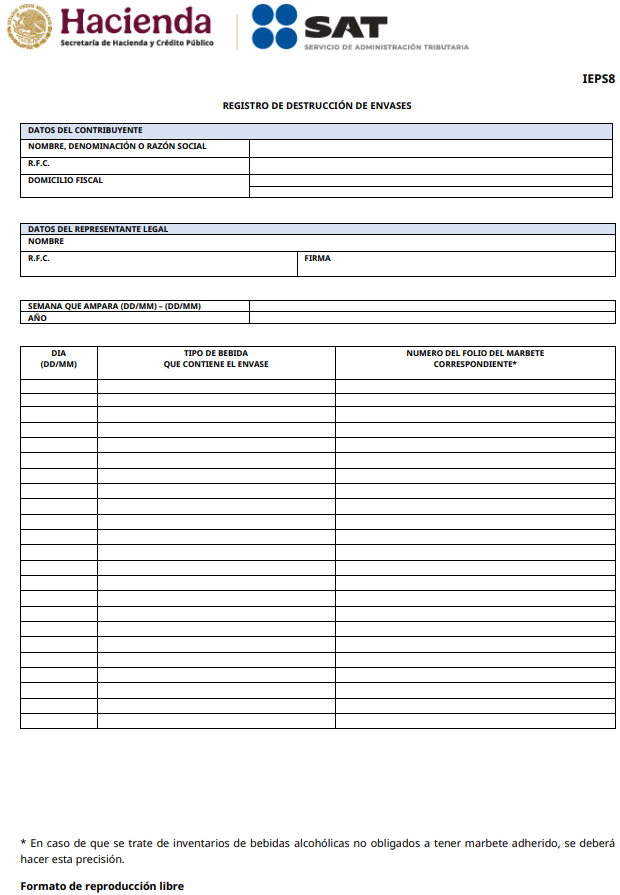 Hacienda
Secretaría de Hacienda y Crédito Público
SAT
SERVICIO DE ADMINISTRACIÓN TRIBUTARIA
IEPS8
REGISTRO DE DESTRUCCIÓN DE ENVASES
DATOS DEL CONTRIBUYENTE
NOMBRE, DENOMINACIÓN O RAZÓN SOCIAL
R.F.C.
DOMICILIO FISCAL
DATOS DEL REPRESENTANTE LEGAL
NOMBRE
R.F.C.
FIRMA
SEMANA QUE AMPARA (DD/MM) – (DD/MM)
AÑO
DIA
(DD/MM)
TIPO DE BEBIDA
QUE CONTIENE EL ENVASE
NUMERO DEL FOLIO DEL MARBETE
CORRESPONDIENTE*
* En caso de que se trate de inventarios de bebidas alcohólicas no obligados a tener marbete adherido, se deberá
hacer esta precisión.
Formato de reproducción libre